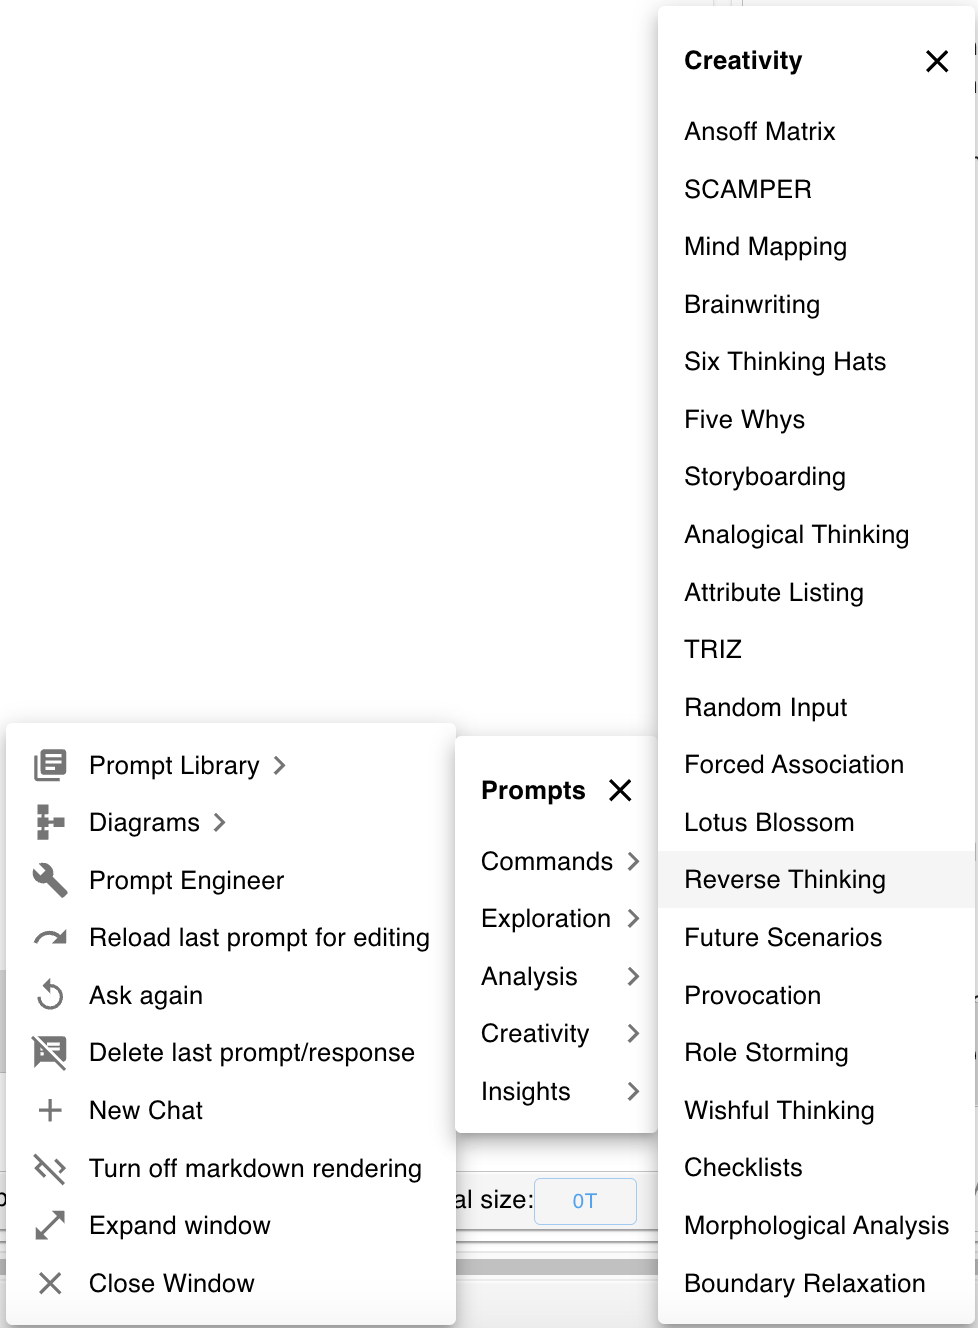 Prompt Library
Diagrams
Prompt Engineer
Reload last prompt for editing
Ask again
Delete last prompt/response
New Chat
Turn off markdown rendering
Expand window
Close Window
Prompts
Commands
Exploration
Analysis
Creativity
Insights
al size: 0T
Creativity
Ansoff Matrix
SCAMPER
Mind Mapping
Brainwriting
Six Thinking Hats
Five Whys
Storyboarding
Analogical Thinking
Attribute Listing
TRIZ
Random Input
Forced Association
Lotus Blossom
Reverse Thinking
Future Scenarios
Provocation
Role Storming
Wishful Thinking
Checklists
Morphological Analysis
Boundary Relaxation